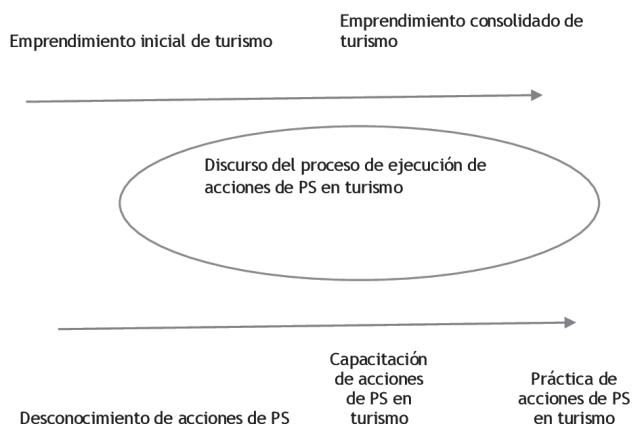 Emprendimiento inicial de turismo
Emprendimiento consolidado de
turismo
Discurso del proceso de ejecución de
acciones de PS en turismo
Desconocimiento de acciones de PS
Capacitación
de acciones
de PS en
turismo
Práctica de
acciones de PS
en turismo